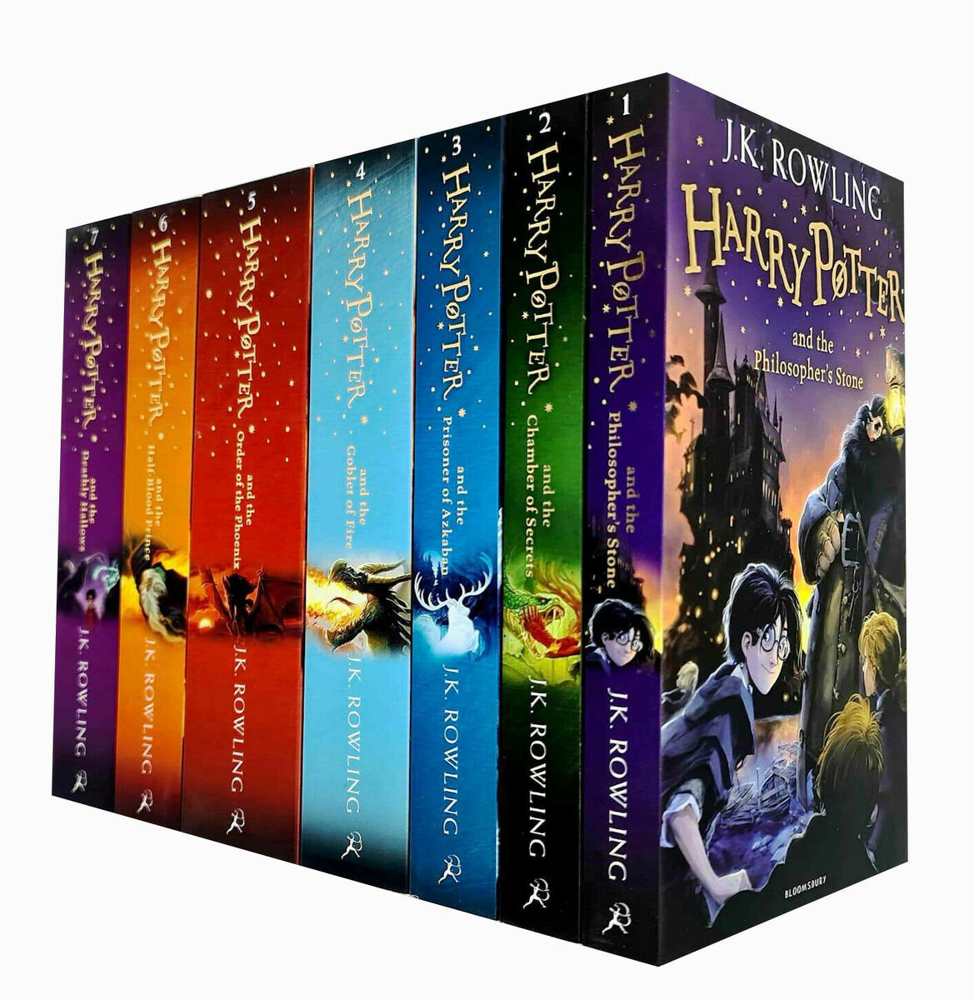 7
HARRY POTTER
and the
Deathly Hallows
J.K. ROWLING
6
HARRY POTTER
and the
Half-Blood Prince
J.K. ROWLING
5
HARRY POTTER
and the
Order of the Phoenix
J.K. ROWLING
4
HARRY POTTER
and the
Goblet of Fire
J.K. ROWLING
3
HARRY POTTER
and the
Prisoner of Azkaban
J.K. ROWLING
2
HARRY POTTER
and the
Chamber of Secrets
J.K. ROWLING
1
HARRY POTTER
and the
Philosopher's Stone
J.K. ROWLING
J.K. ROWLING
HARRY POTTER
and the
Philosopher's Stone
BLOOMSBURY